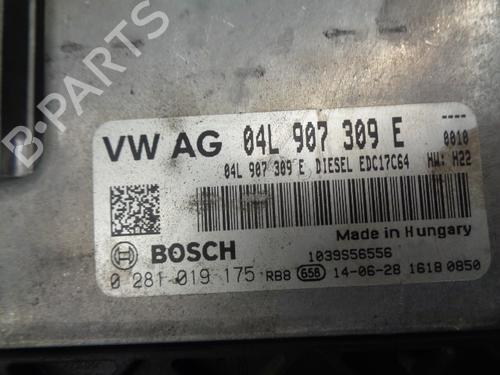 B-PARTS
VW AG 04L 907 309 E
----
0010
04L 907 309 E DIESEL EDC17C64 HW: H22
Made in Hungary
BOSCH 1039S56556
0 281 019 175 RB8 658 14-06-28 1618 0850